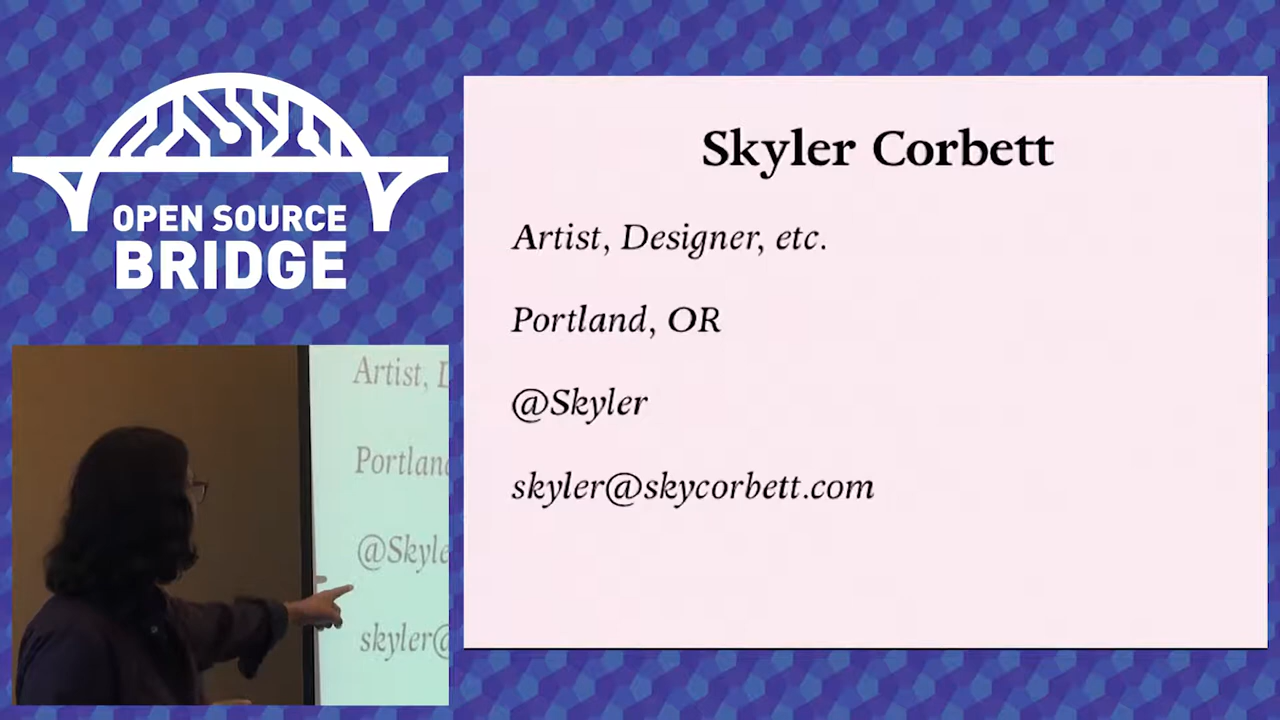 OPEN SOURCE
BRIDGE
Skyler Corbett
Artist, Designer, etc.
Portland, OR
@Skyler
skyler@skycorbett.com
Artist, D
Portland
@Skyle
skyler@